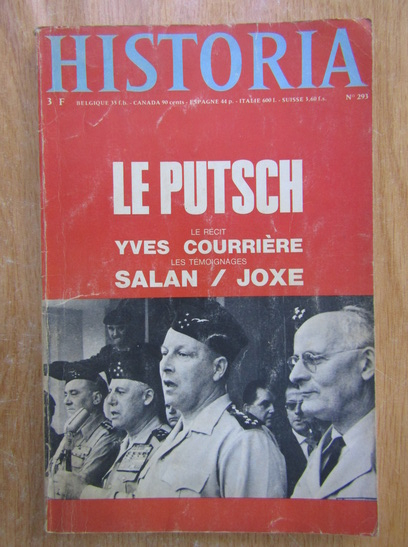 HISTORIA
3 F BELGIQUE 35 f.b. - CANADA 90 cents - ESPAGNE 44 p. - ITALIE 600 l. - SUISSE 3,60 f.s. N° 293
LE PUTSCH
LE RÉCIT
YVES COURRIÈRE
LES TEMOIGNAGES
SALAN / JOXE